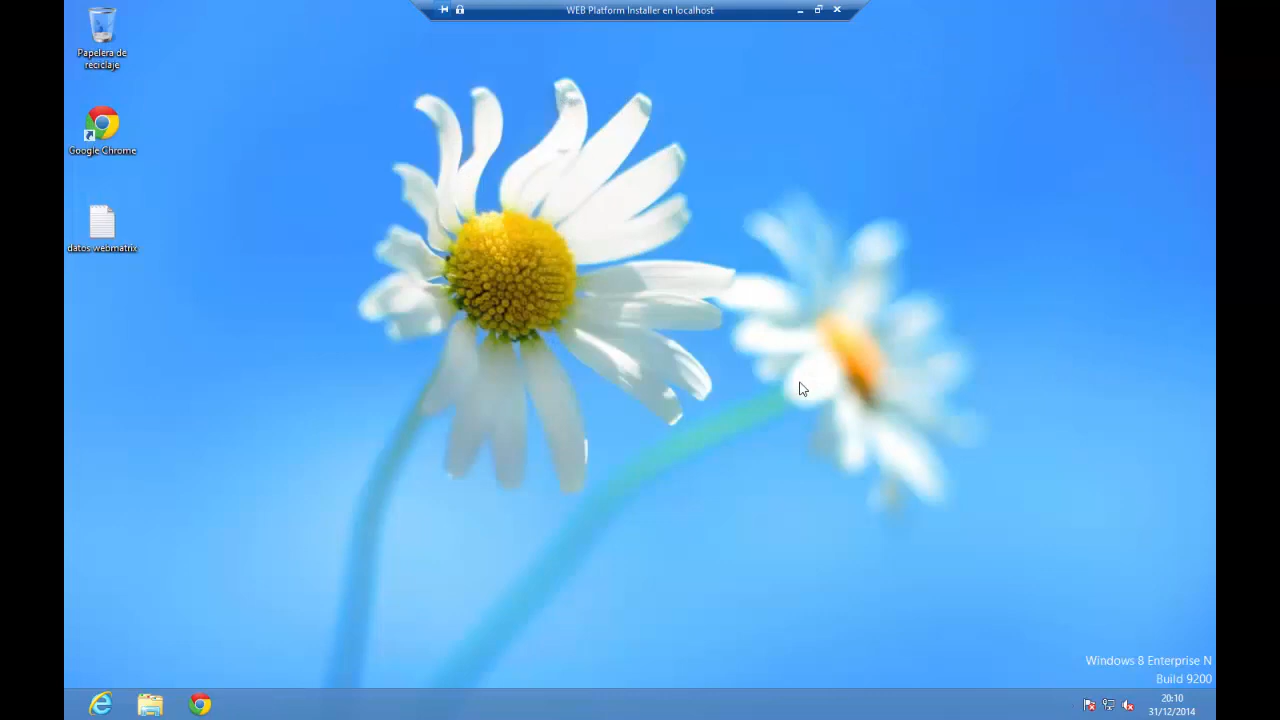 WEB Platform Installer en localhost
Papelera de
reciclaje
Google Chrome
datos webmatrix
Windows 8 Enterprise N
Build 9200
20:10
31/12/2014